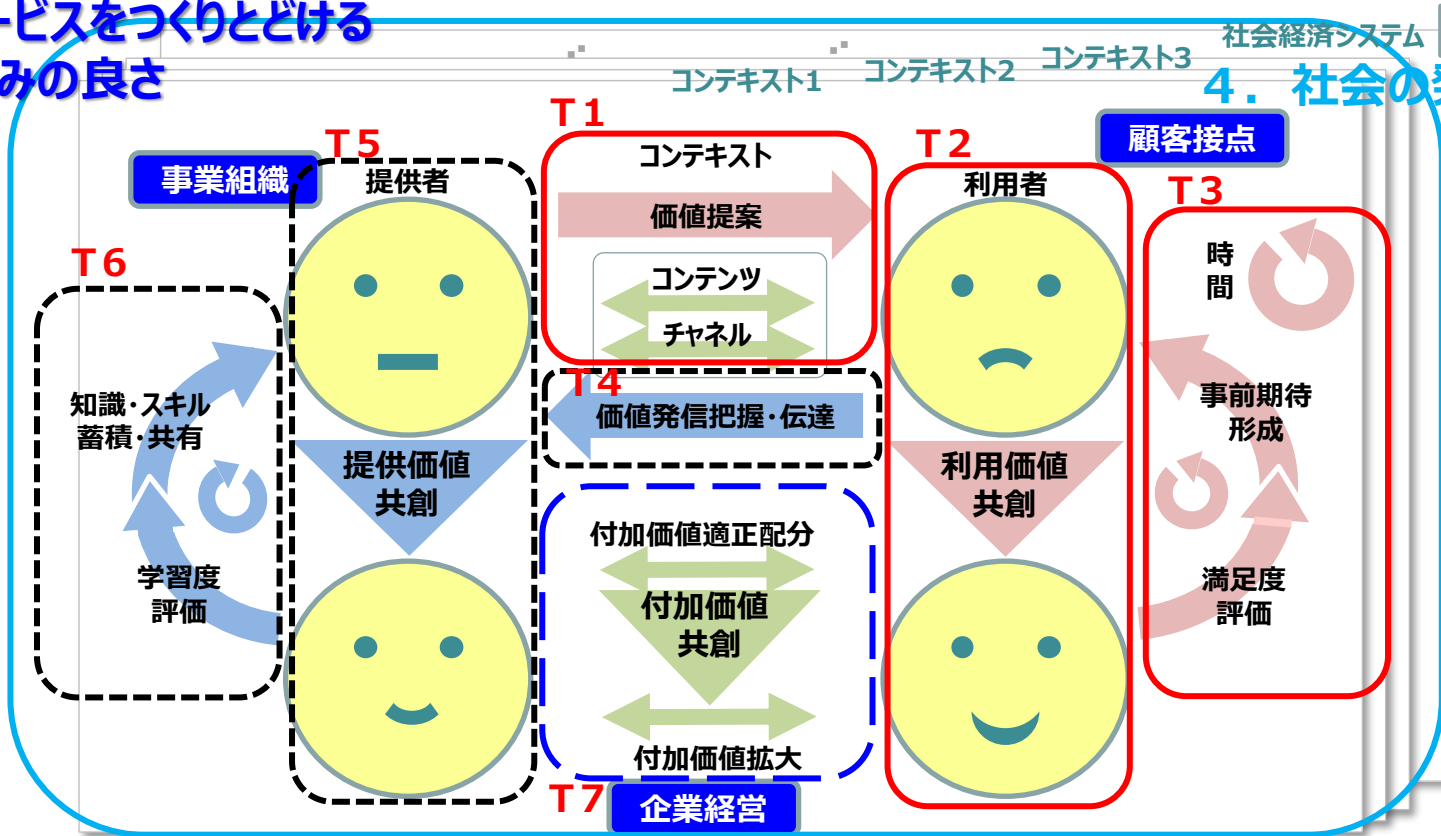 ービスをつくりとどける
みの良さ
社会経済システム
コンテキスト1
コンテキスト2
コンテキスト3
4．社会の
T1
T5
T2
顧客接点
事業組織
提供者
コンテキスト
利用者
T3
価値提案
T6
コンテンツ
チャネル
時
間
T4
知識・スキル
蓄積・共有
価値発信把握・伝達
事前期待
形成
提供価値
共創
利用価値
共創
付加価値適正配分
学習度
評価
付加価値
共創
満足度
評価
付加価値拡大
T7
企業経営